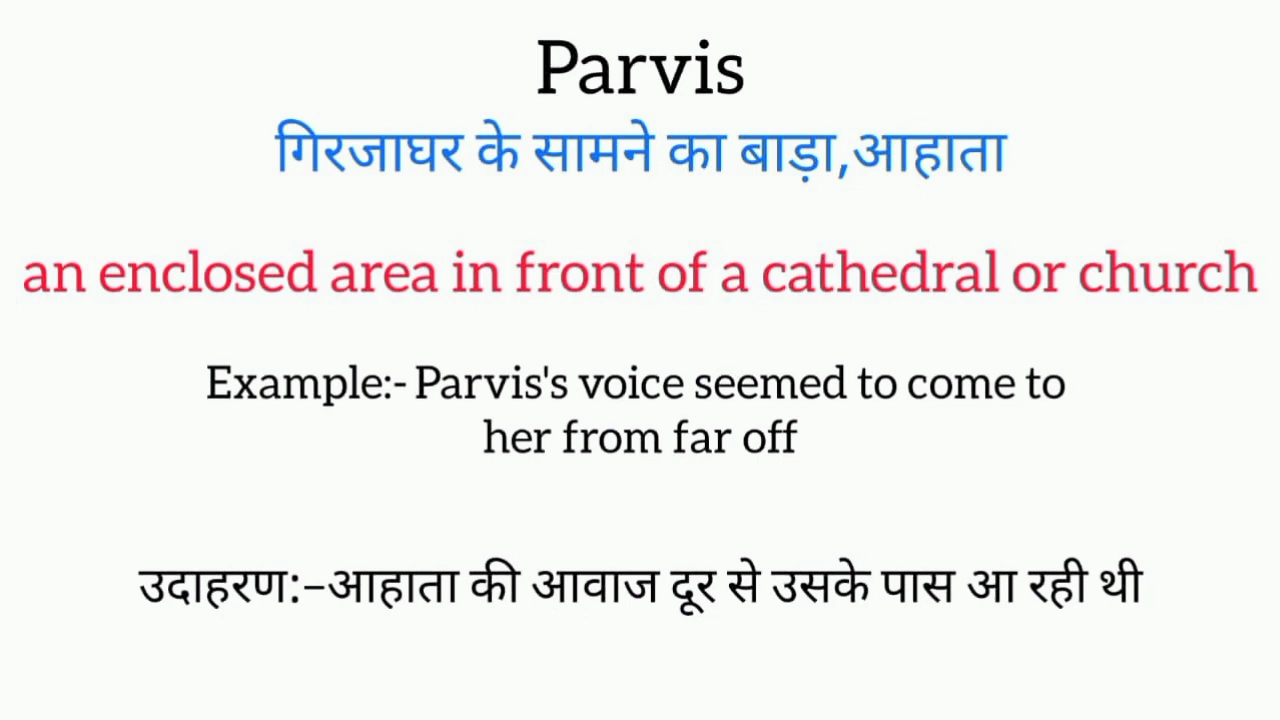 Parvis
गिरजाघर के सामने का बाड़ा,आहाता
an enclosed area in front of a cathedral or church
Example:- Parvis's voice seemed to come to
her from far off
उदाहरण:–आहाता की आवाज दूर से उसके पास आ रही थी